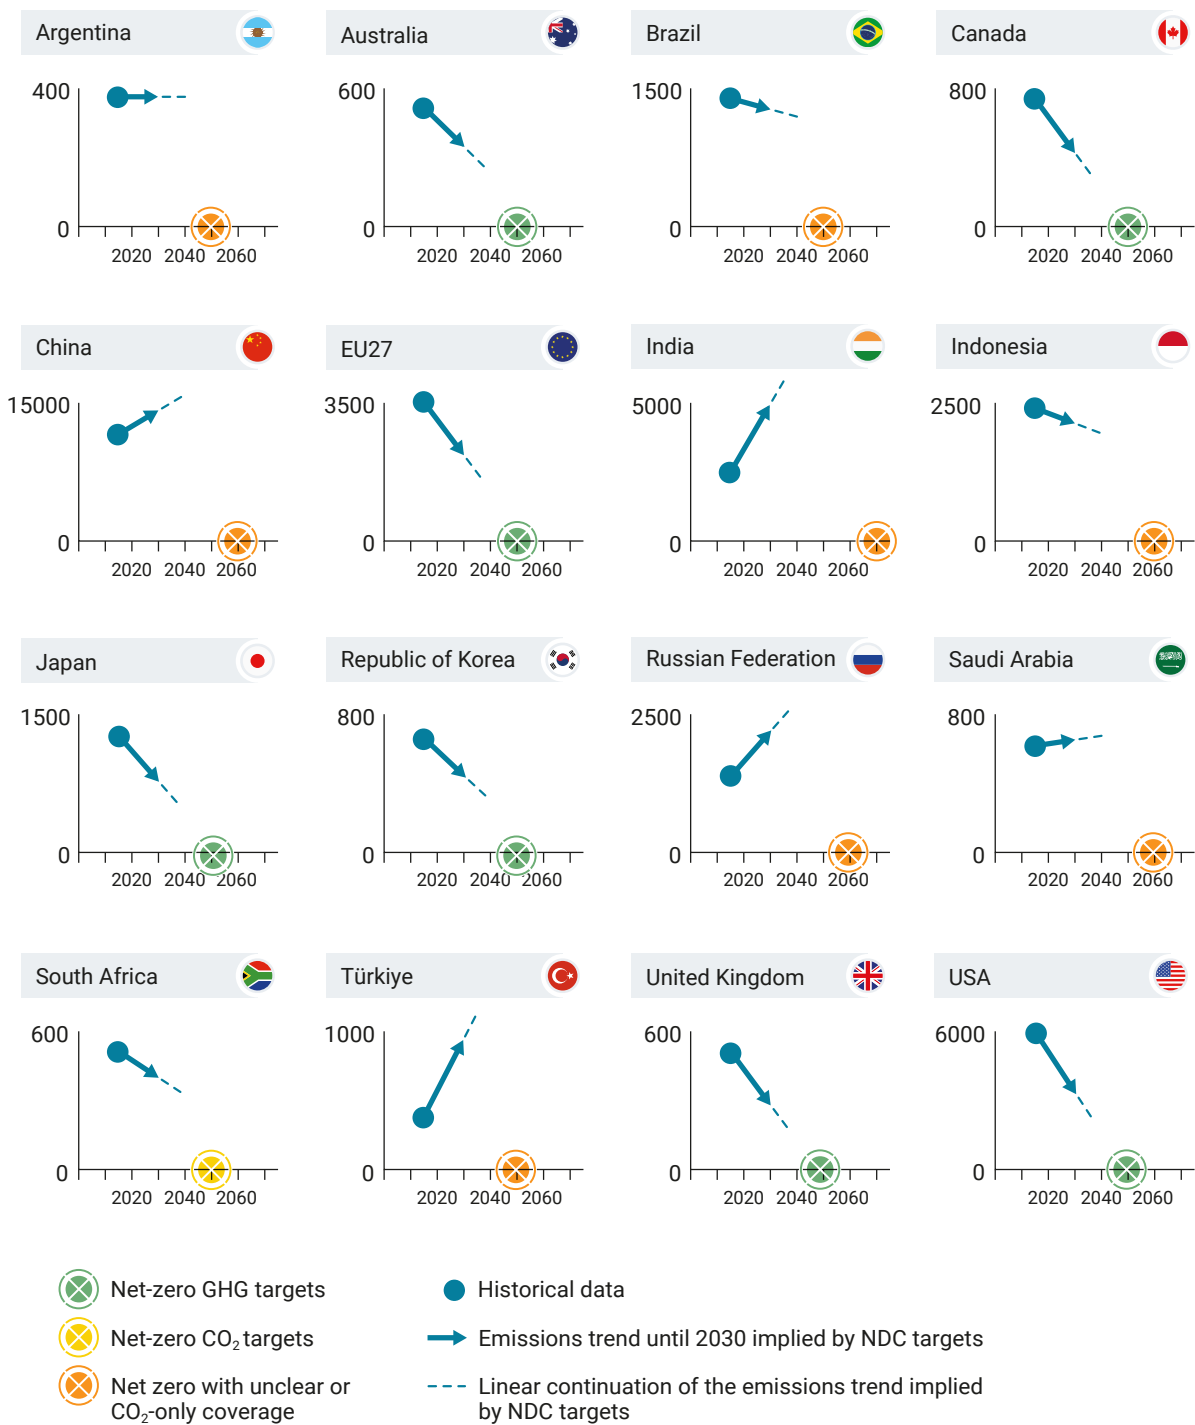 Argentina
400
0
2020 2040 2060
Australia
600
0
2020 2040 2060
Brazil
1500
0
2020 2040 2060
Canada
800
0
2020 2040 2060
China
15000
0
2020 2040 2060
EU27
3500
0
2020 2040 2060
India
5000
0
2020 2040 2060
Indonesia
2500
0
2020 2040 2060
Japan
1500
0
2020 2040 2060
Republic of Korea
800
0
2020 2040 2060
Russian Federation
2500
0
2020 2040 2060
Saudi Arabia
800
0
2020 2040 2060
South Africa
600
0
2020 2040 2060
Türkiye
1000
0
2020 2040 2060
United Kingdom
600
0
2020 2040 2060
USA
6000
0
2020 2040 2060
Net-zero GHG targets
Net-zero CO₂ targets
Net zero with unclear or
CO₂-only coverage
Historical data
Emissions trend until 2030 implied by NDC targets
Linear continuation of the emissions trend implied
by NDC targets